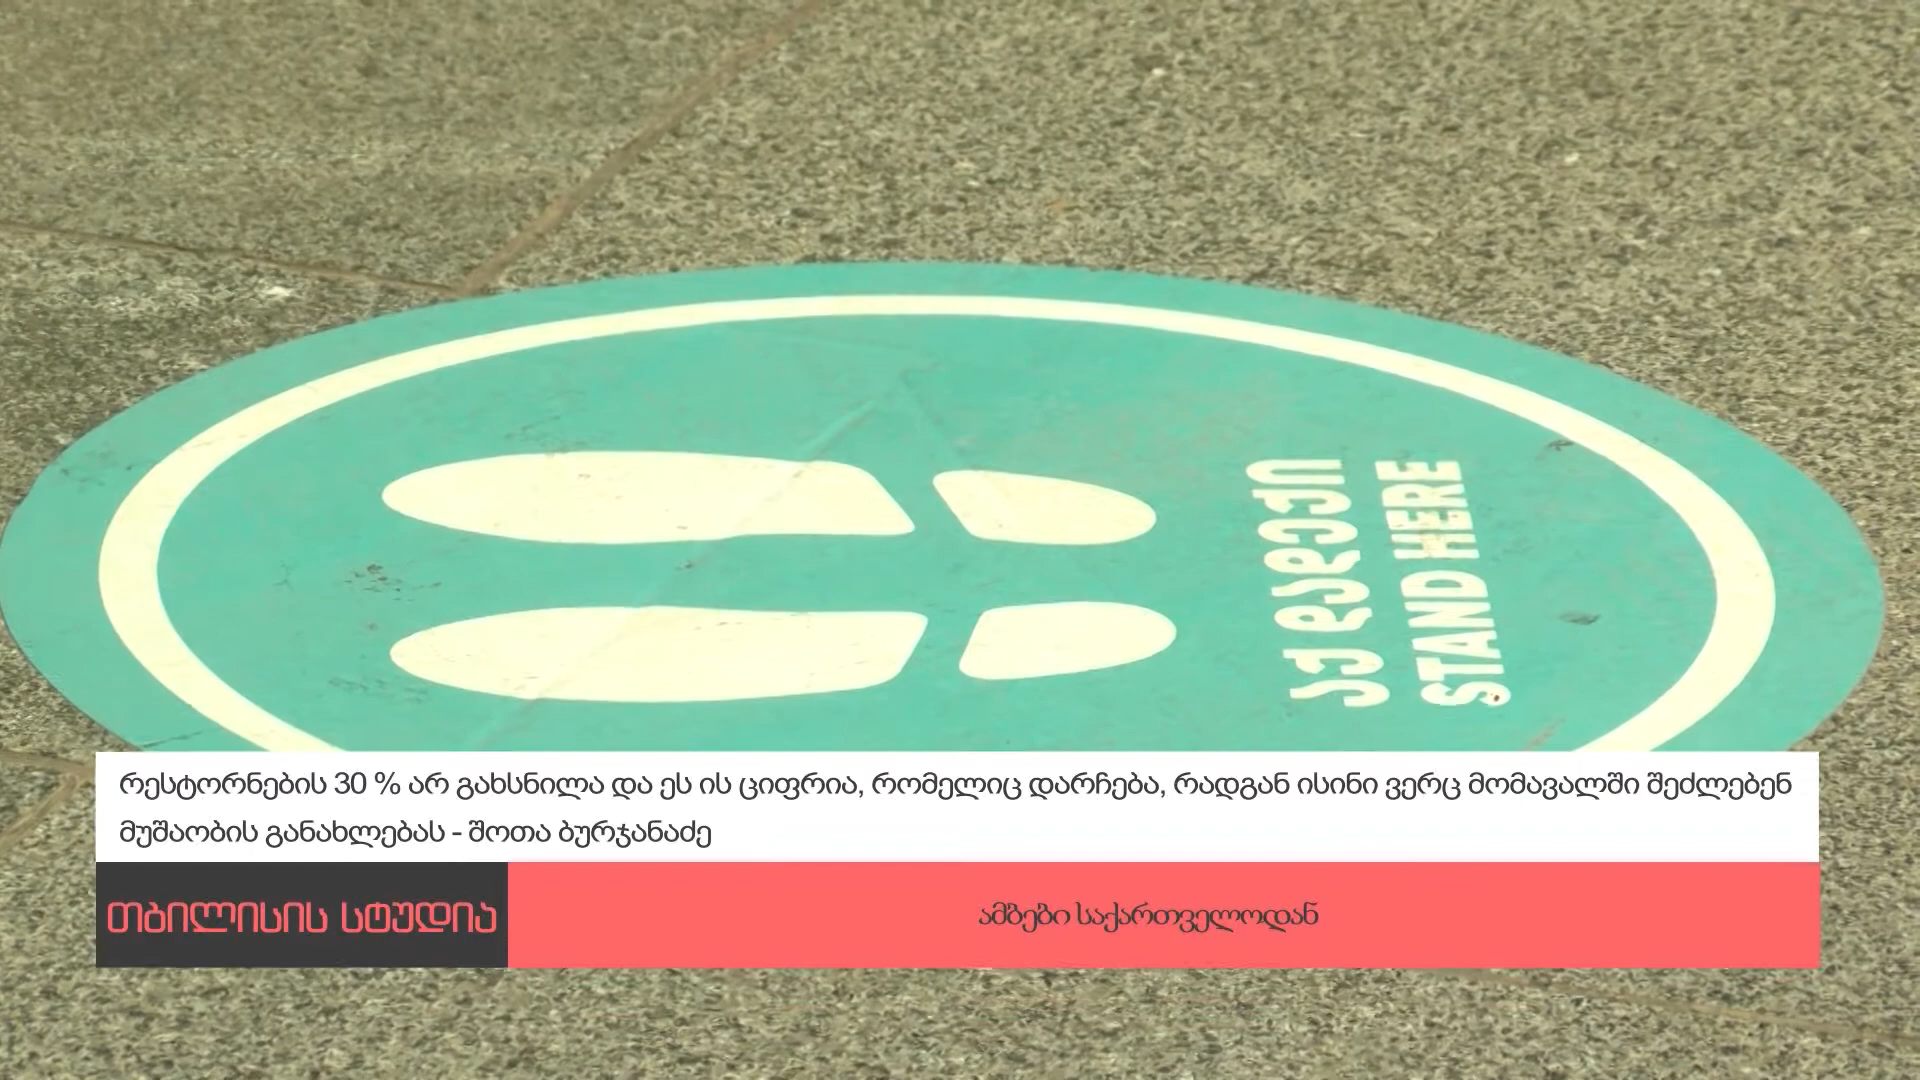 აქ დადექი
STAND HERE
რესტორნების 30 % არ გახსნილა და ეს ის ციფრია, რომელიც დარჩება, რადგან ისინი ვერც მომავალში შეძლებენ
მუშაობის განახლებას - შოთა ბურჯანაძე
თბილისის სტუდია
ამბები საქართველოდან